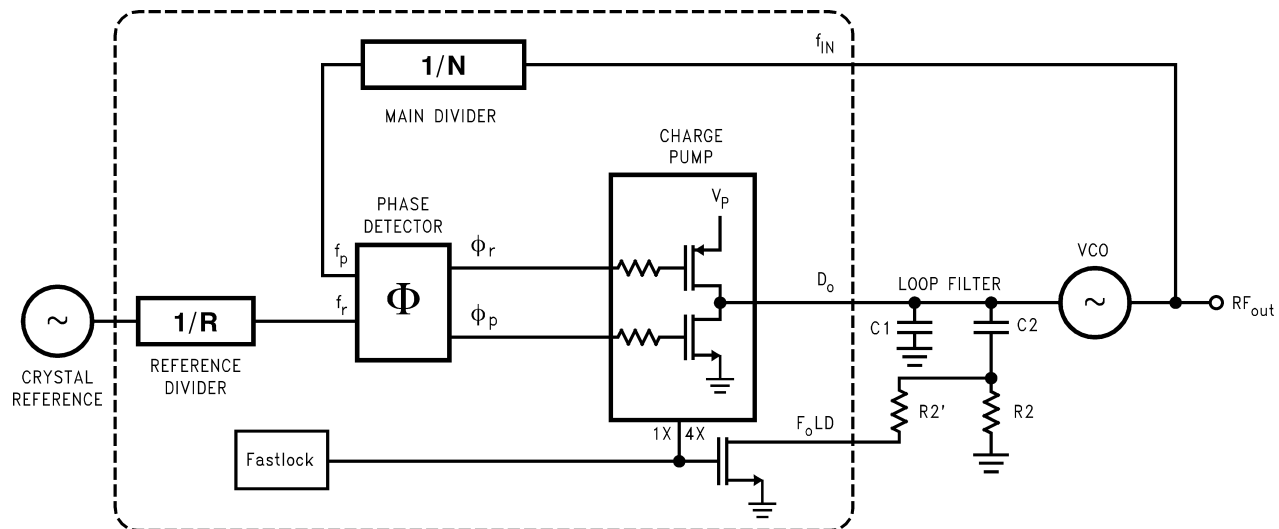 f_IN
1/N
MAIN DIVIDER
CHARGE
PUMP
V_P
PHASE
DETECTOR
f_p
f_r
Φ
ϕ_r
ϕ_p
D_o
LOOP FILTER
VCO
~
RF_out
C1
C2
~
1/R
CRYSTAL
REFERENCE
REFERENCE
DIVIDER
R2'
R2
1X 4X
F_oLD
Fastlock